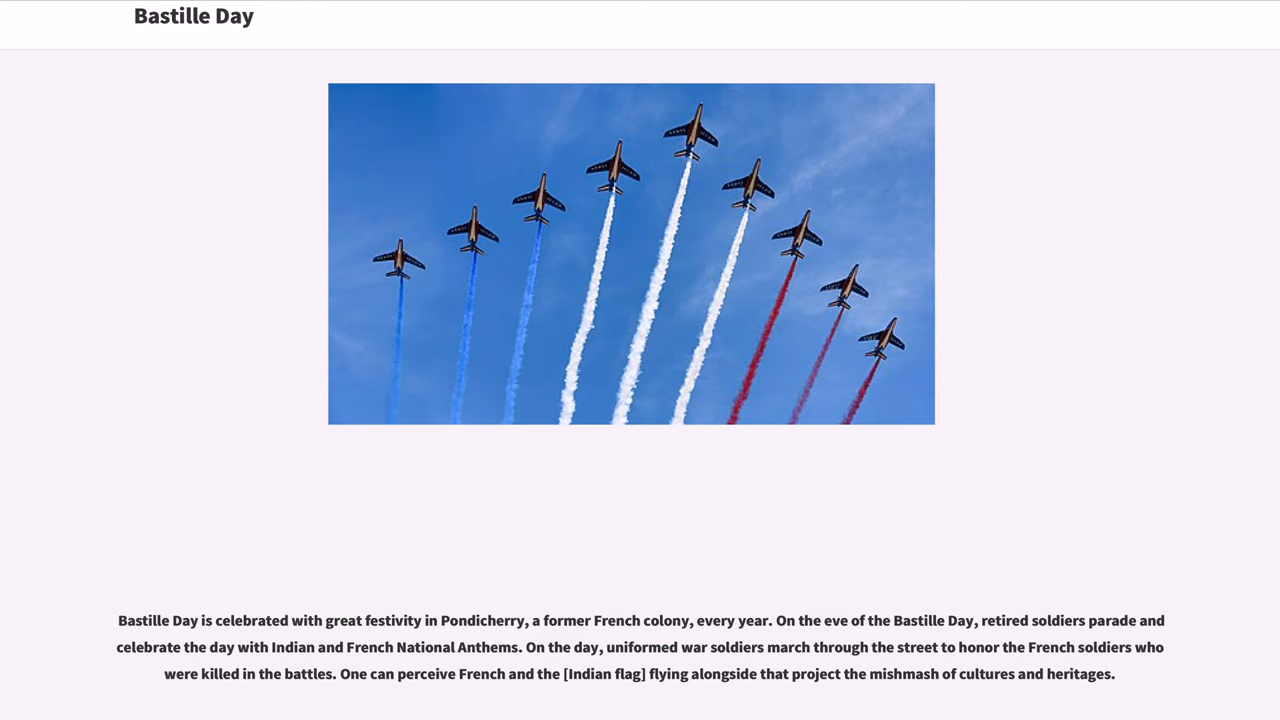 Bastille Day
Bastille Day is celebrated with great festivity in Pondicherry, a former French colony, every year. On the eve of the Bastille Day, retired soldiers parade and
celebrate the day with Indian and French National Anthems. On the day, uniformed war soldiers march through the street to honor the French soldiers who
were killed in the battles. One can perceive French and the [Indian flag] flying alongside that project the mishmash of cultures and heritages.